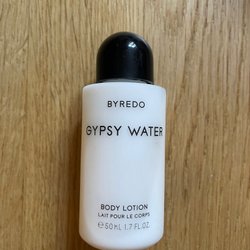 BYREDO
GYPSY WATER
BODY LOTION
LAIT POUR LE CORPS
℮ 50 mL 1.7 FL.OZ.